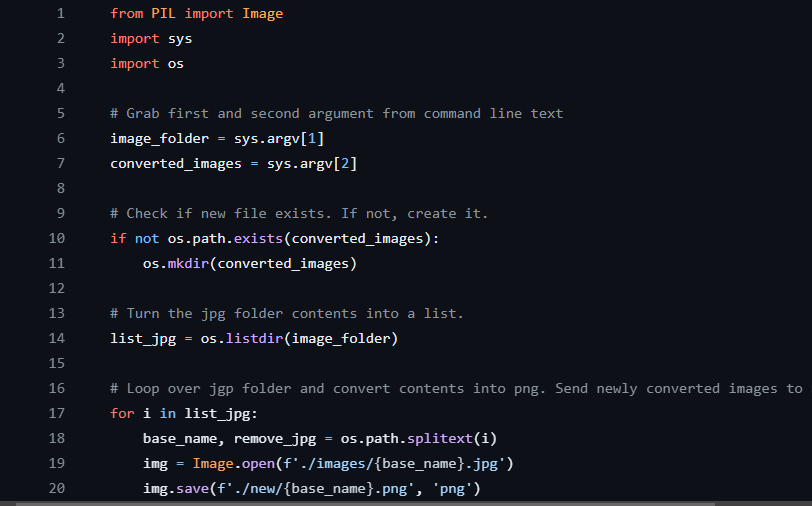 1 from PIL import Image
2 import sys
3 import os
4
5 # Grab first and second argument from command line text
6 image_folder = sys.argv[1]
7 converted_images = sys.argv[2]
8
9 # Check if new file exists. If not, create it.
10 if not os.path.exists(converted_images):
11     os.mkdir(converted_images)
12
13 # Turn the jpg folder contents into a list.
14 list_jpg = os.listdir(image_folder)
15
16 # Loop over jgp folder and convert contents into png. Send newly converted images to
17 for i in list_jpg:
18     base_name, remove_jpg = os.path.splitext(i)
19     img = Image.open(f'./images/{base_name}.jpg')
20     img.save(f'./new/{base_name}.png', 'png')